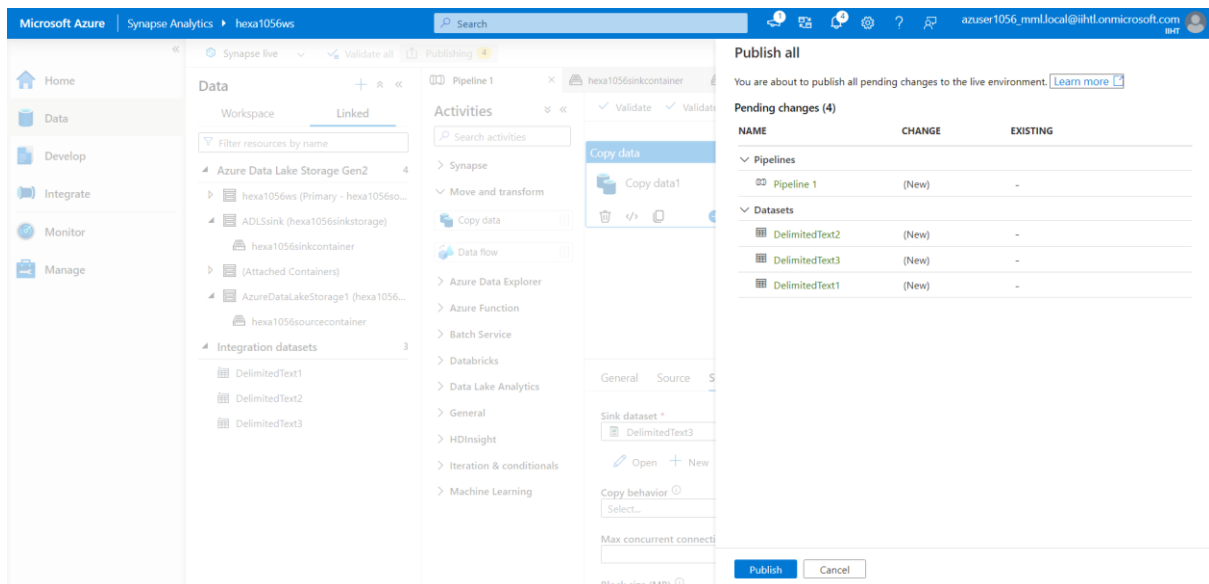 Microsoft Azure Synapse Analytics hexa1056ws Search 1 4 ? azuser1056_mml.local@iihtl.onmicrosoft.com
IIHT
Synapse live Validate all Publishing 4
Home
Data
Develop
Integrate
Monitor
Manage
Data
Workspace Linked
Filter resources by name
Azure Data Lake Storage Gen2 4
hexa1056ws (Primary - hexa1056so...
ADLSsink (hexa1056sinkstorage)
hexa1056sinkcontainer
(Attached Containers)
AzureDataLakeStorage1 (hexa1056...
hexa1056sourcecontainer
Integration datasets 3
DelimitedText1
DelimitedText2
DelimitedText3
Pipeline 1 hexa1056sinkcontainer
Activities
Search activities
Synapse
Move and transform
Copy data
Data flow
Azure Data Explorer
Azure Function
Batch Service
Databricks
Data Lake Analytics
General
HDInsight
Iteration & conditionals
Machine Learning
Validate Validate
Copy data
Copy data1
General Source S
Sink dataset *
DelimitedText3
Open New
Copy behavior
Select...
Max concurrent connecti
Block size (MB)
Publish all
You are about to publish all pending changes to the live environment. Learn more
Pending changes (4)
NAME CHANGE EXISTING
Pipelines
Pipeline 1 (New) -
Datasets
DelimitedText2 (New) -
DelimitedText3 (New) -
DelimitedText1 (New) -
Publish Cancel